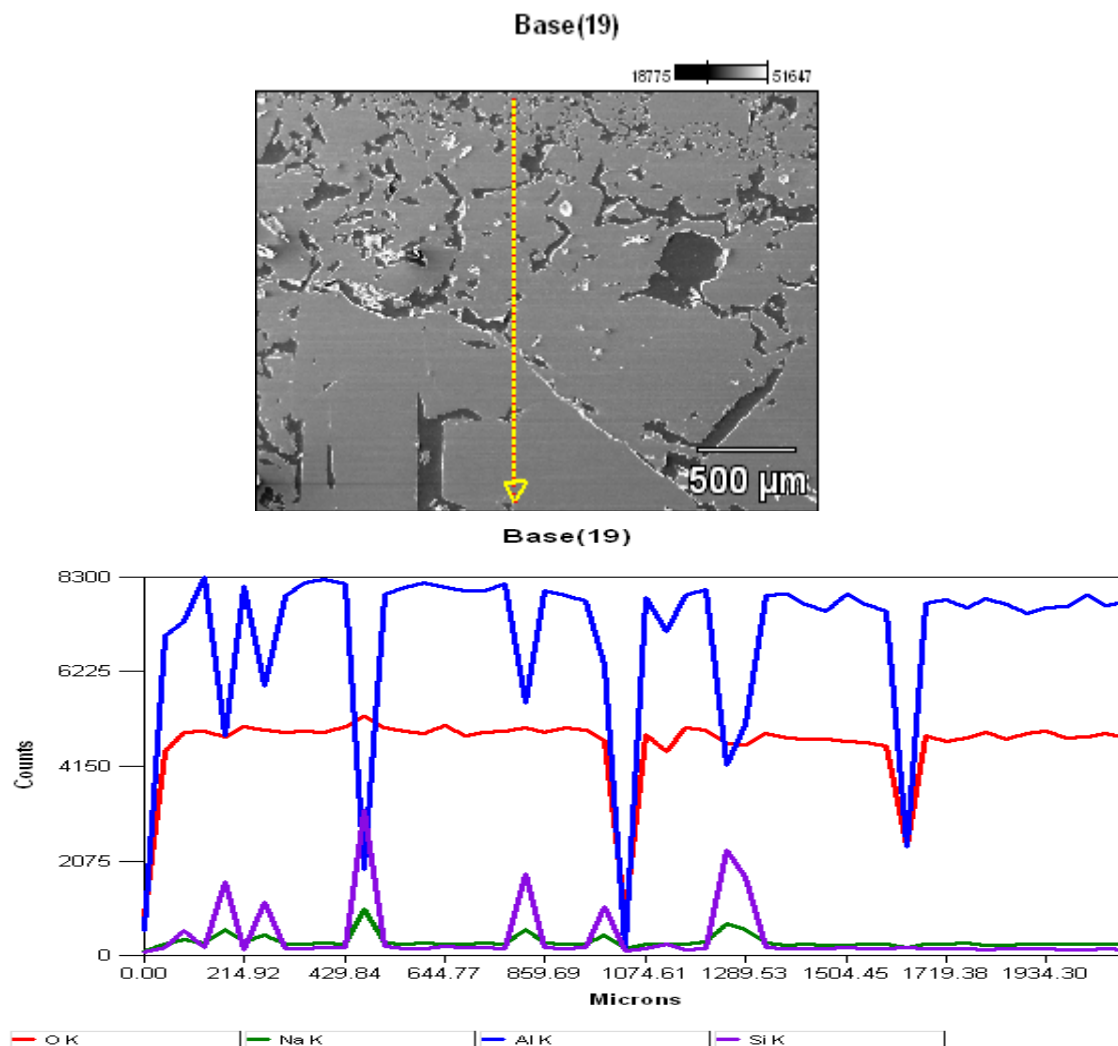 Base(19)
18775 51647
500 µm
Base(19)
8300
6225
4150
2075
0
Counts
0.00 214.92 429.84 644.77 859.69 1074.61 1289.53 1504.45 1719.38 1934.30
Microns
O K Na K Al K Si K